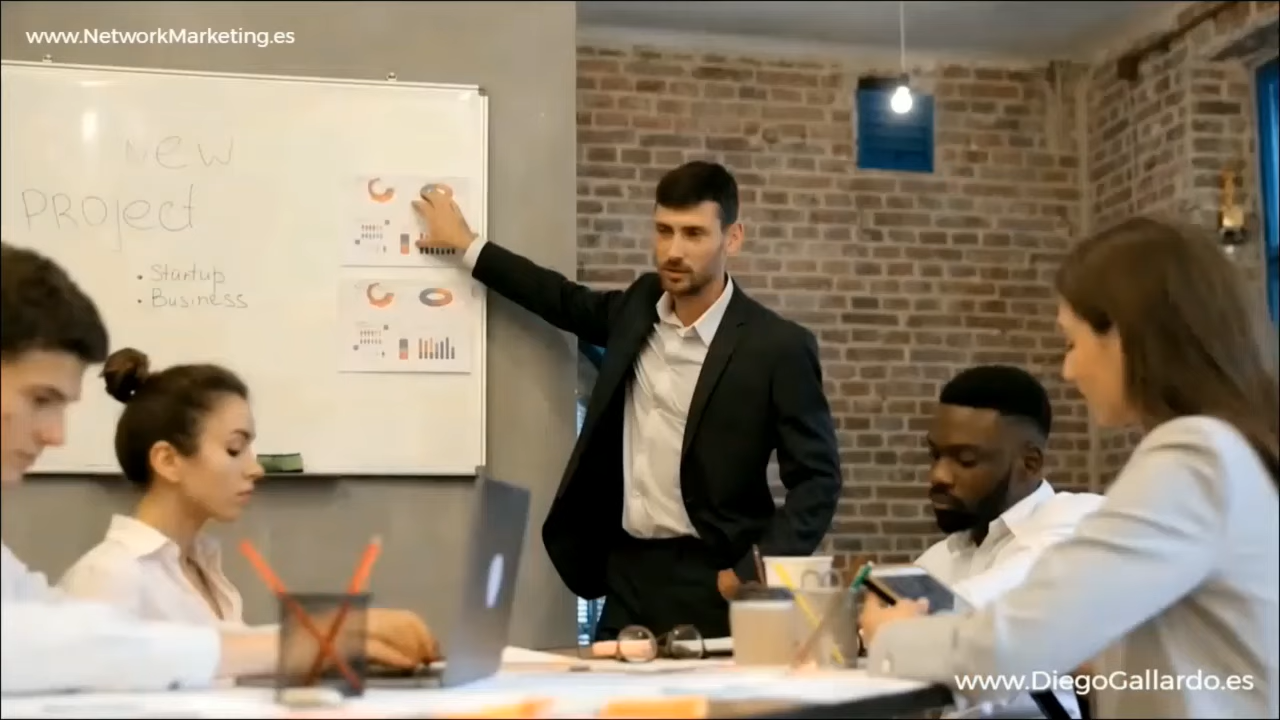 www.NetworkMarketing.es
New
PROject
• Startup
• Business
www.DiegoGallardo.es